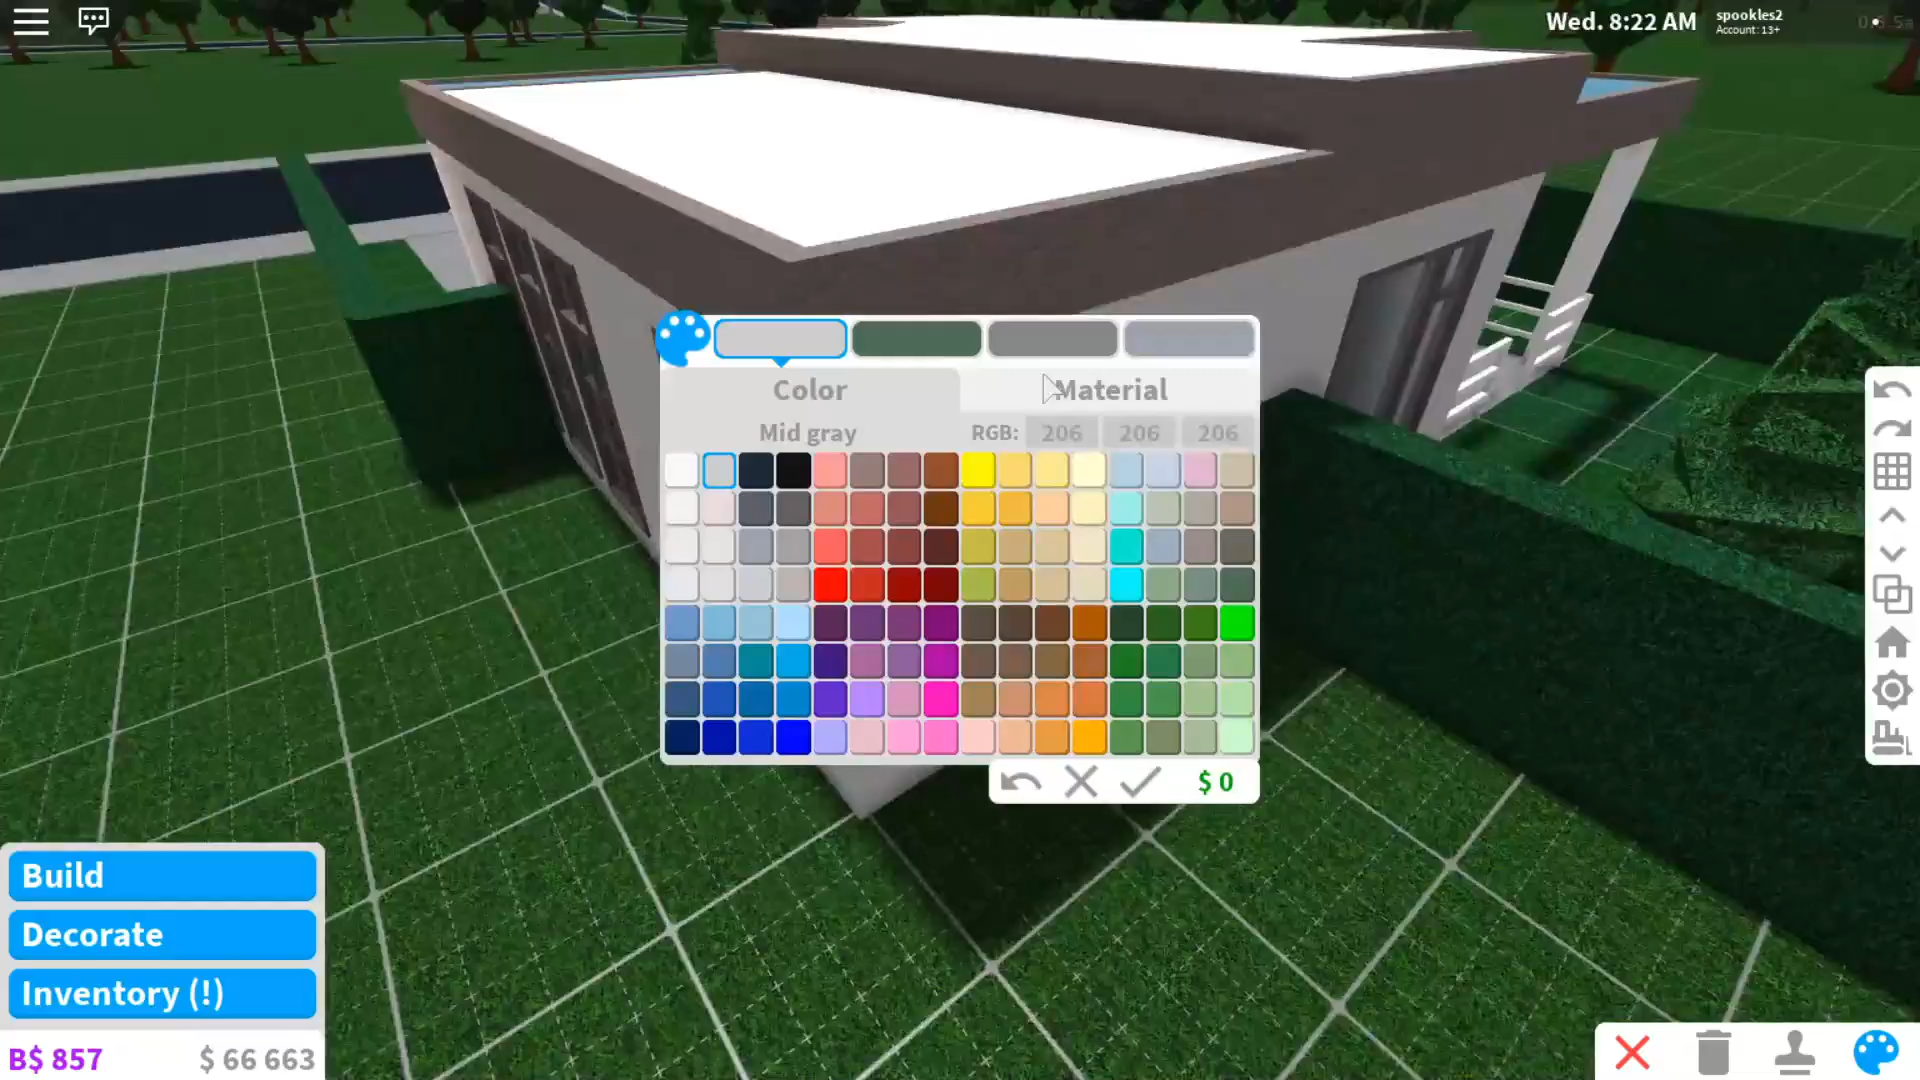 Wed. 8:22 AM
spookles2
Account: 13+
Color
Material
Mid gray
RGB: 206 206 206
$ 0
Build
Decorate
Inventory (!)
B$ 857
$ 66 663